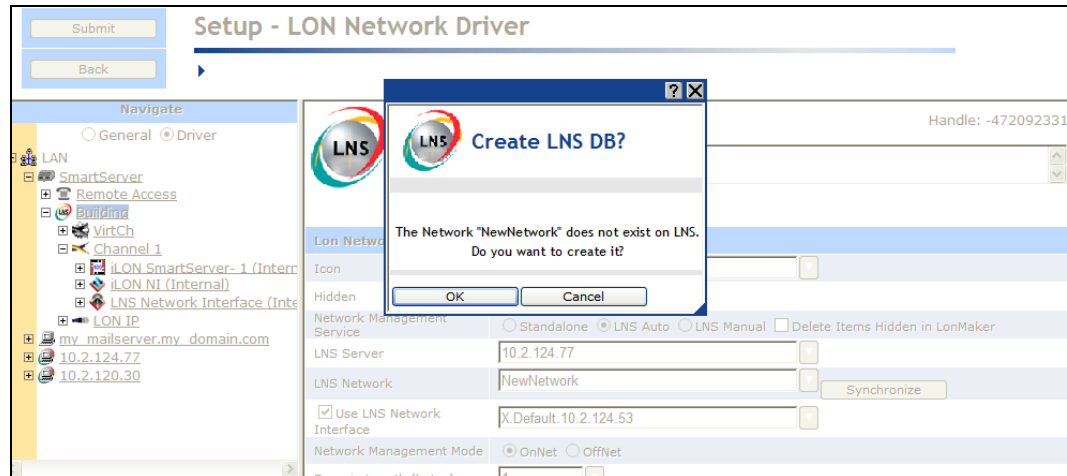 Submit
Setup - LON Network Driver
Back
Navigate
General Driver
LAN
SmartServer
Remote Access
Building
VirtCh
Channel 1
iLON SmartServer- 1 (Intern
iLON NI (Internal)
LNS Network Interface (Inte
LON IP
my_mailserver.my_domain.com
10.2.124.77
10.2.120.30
LNS
Handle: -472092331
LNS
Create LNS DB?
The Network "NewNetwork" does not exist on LNS.
Do you want to create it?
OK Cancel
Lon Netwo
Icon
Hidden
Network Management Service
Standalone LNS Auto LNS Manual Delete Items Hidden in LonMaker
LNS Server 10.2.124.77
LNS Network NewNetwork Synchronize
Use LNS Network Interface X.Default.10.2.124.53
Network Management Mode OnNet OffNet